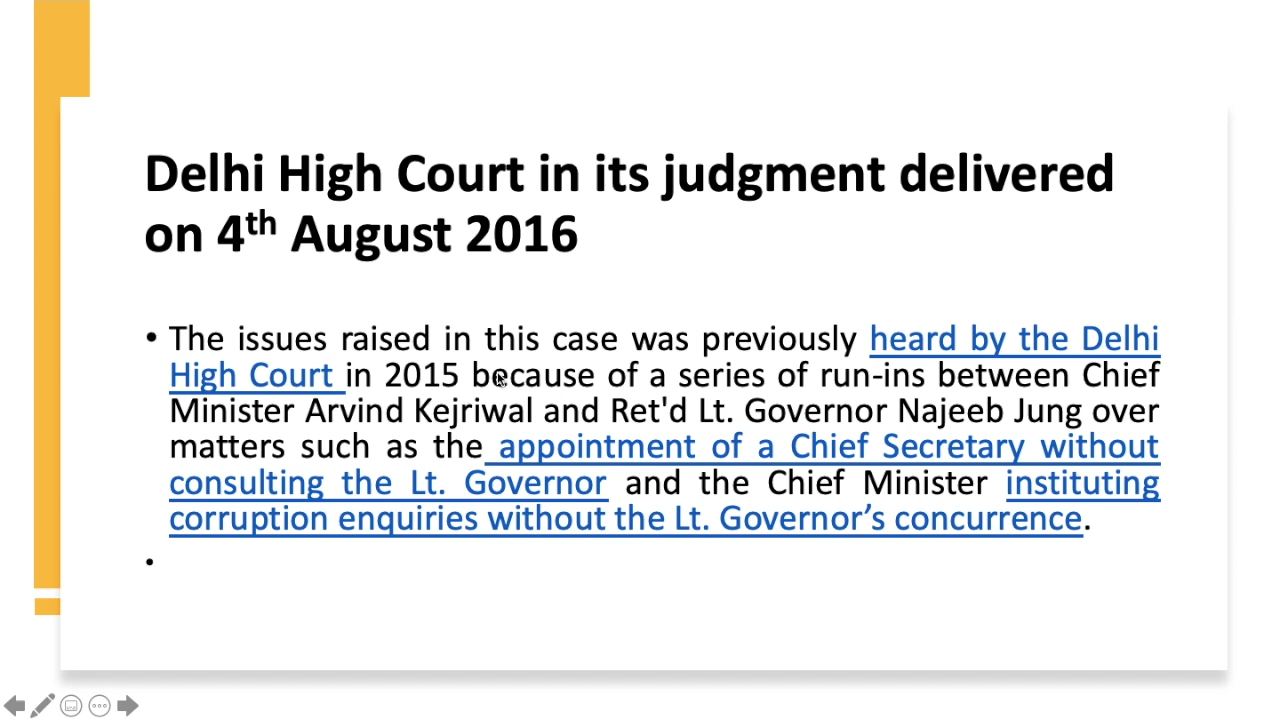 Delhi High Court in its judgment delivered
on 4th August 2016
• The issues raised in this case was previously heard by the Delhi
High Court in 2015 because of a series of run-ins between Chief
Minister Arvind Kejriwal and Ret'd Lt. Governor Najeeb Jung over
matters such as the appointment of a Chief Secretary without
consulting the Lt. Governor and the Chief Minister instituting
corruption enquiries without the Lt. Governor’s concurrence.
•